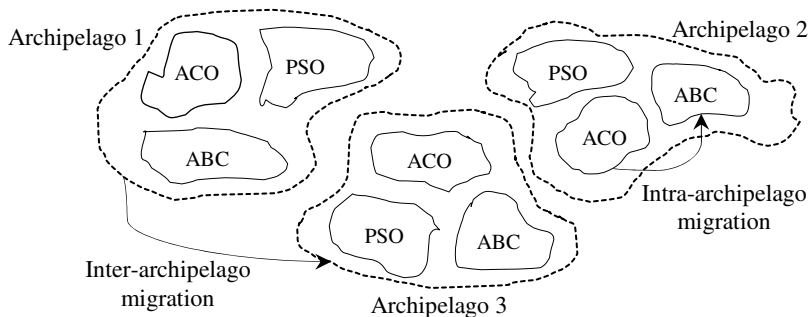 Archipelago 1
ACO
PSO
ABC
Archipelago 2
PSO
ABC
ACO
Intra-archipelago
migration
ACO
PSO
ABC
Inter-archipelago
migration
Archipelago 3